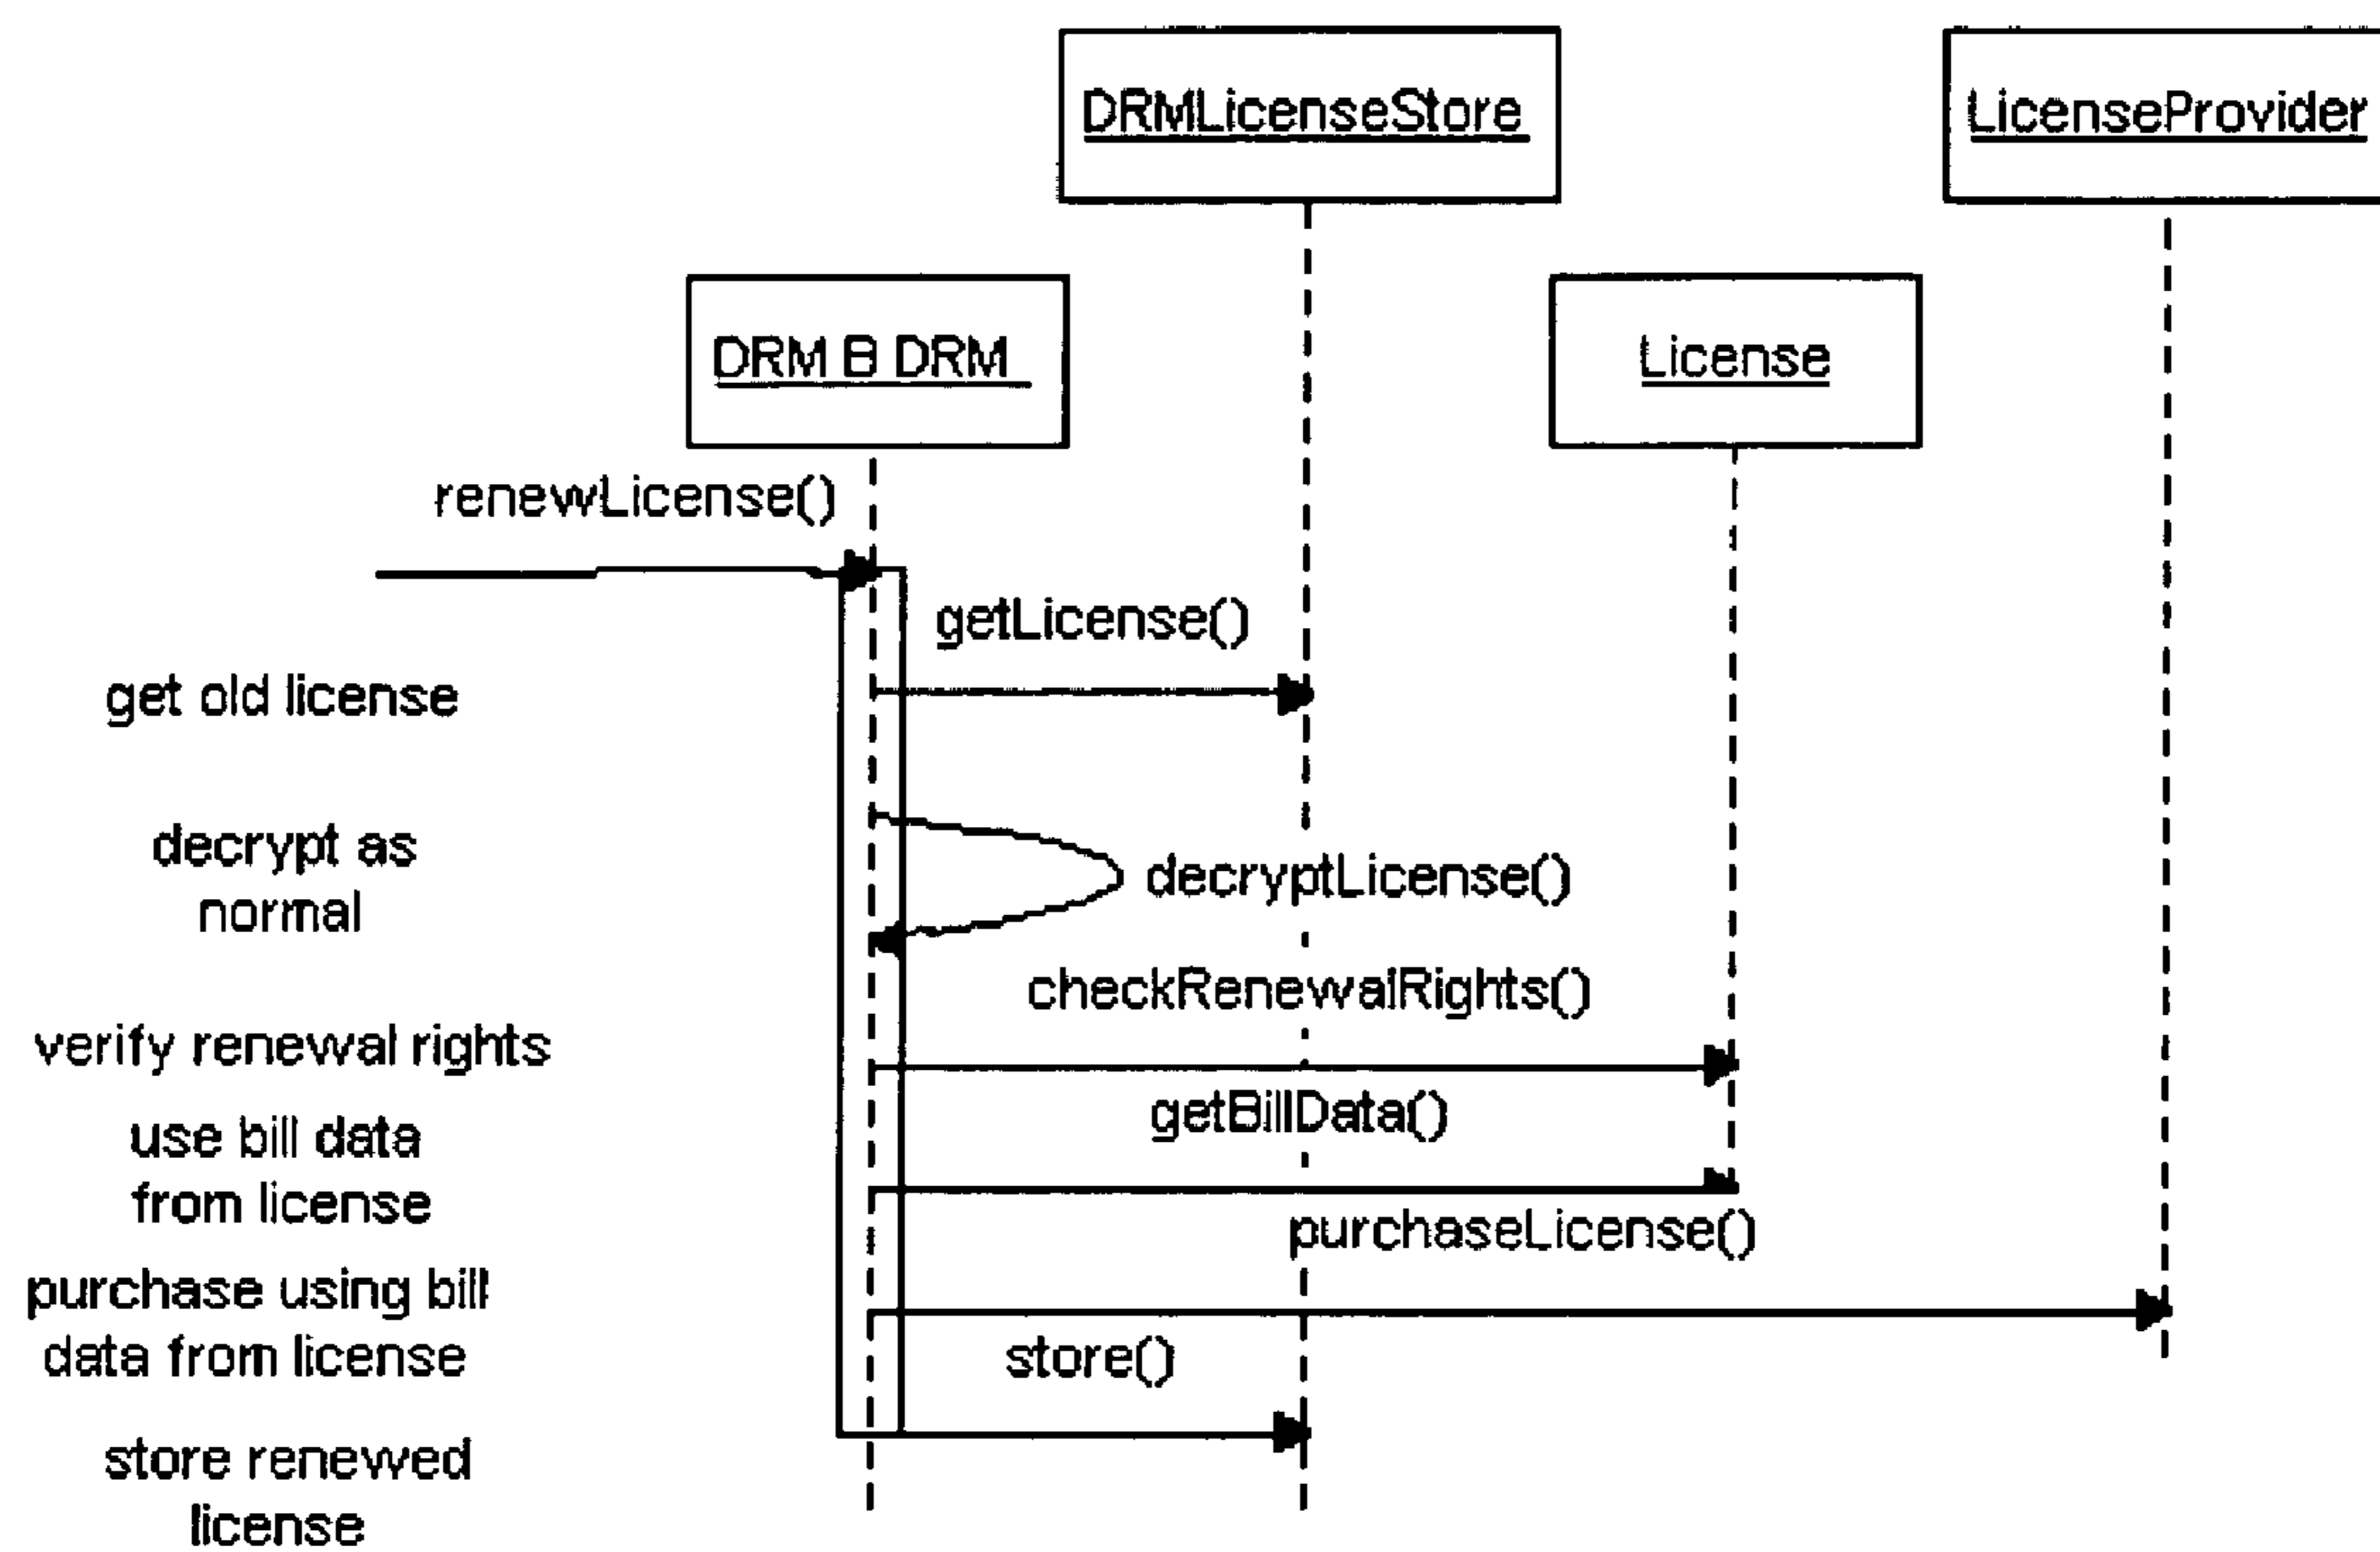 DRMLicenseStore
LicenseProvider
DRM B DRM
License
renewLicense()
getLicense()
get old license
decrypt as
normal
decryptLicense()
checkRenewalRights()
verify renewal rights
getBillData()
use bill data
from license
purchaseLicense()
purchase using bill
data from license
store()
store renewed
license